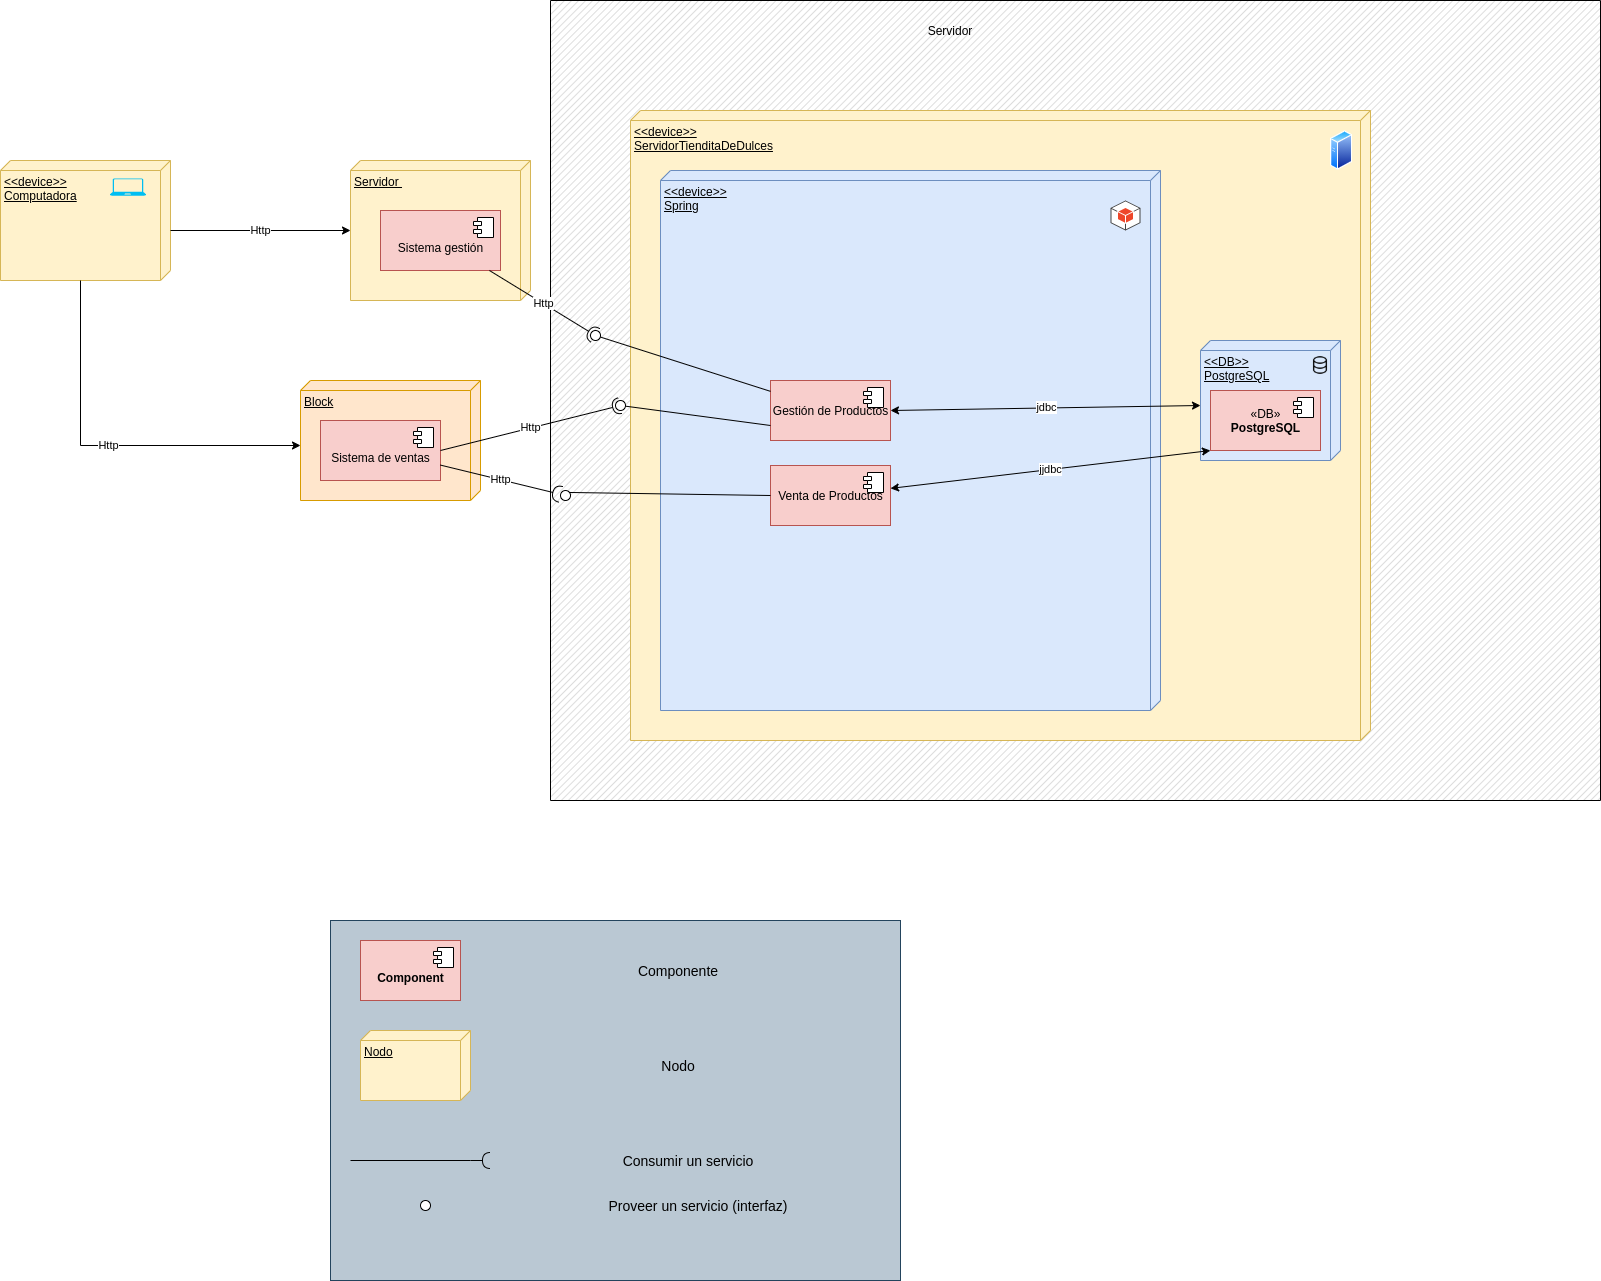 Servidor
<<device>>
ServidorTienditaDeDulces
<<device>>
Computadora
Servidor
<<device>>
Spring
Http
Sistema gestión
Http
<<DB>>
PostgreSQL
Block
Gestión de Productos
jdbc
«DB»
PostgreSQL
Http
Http
Sistema de ventas
Http
jjdbc
Venta de Productos
Component
Componente
Nodo
Nodo
Consumir un servicio
Proveer un servicio (interfaz)